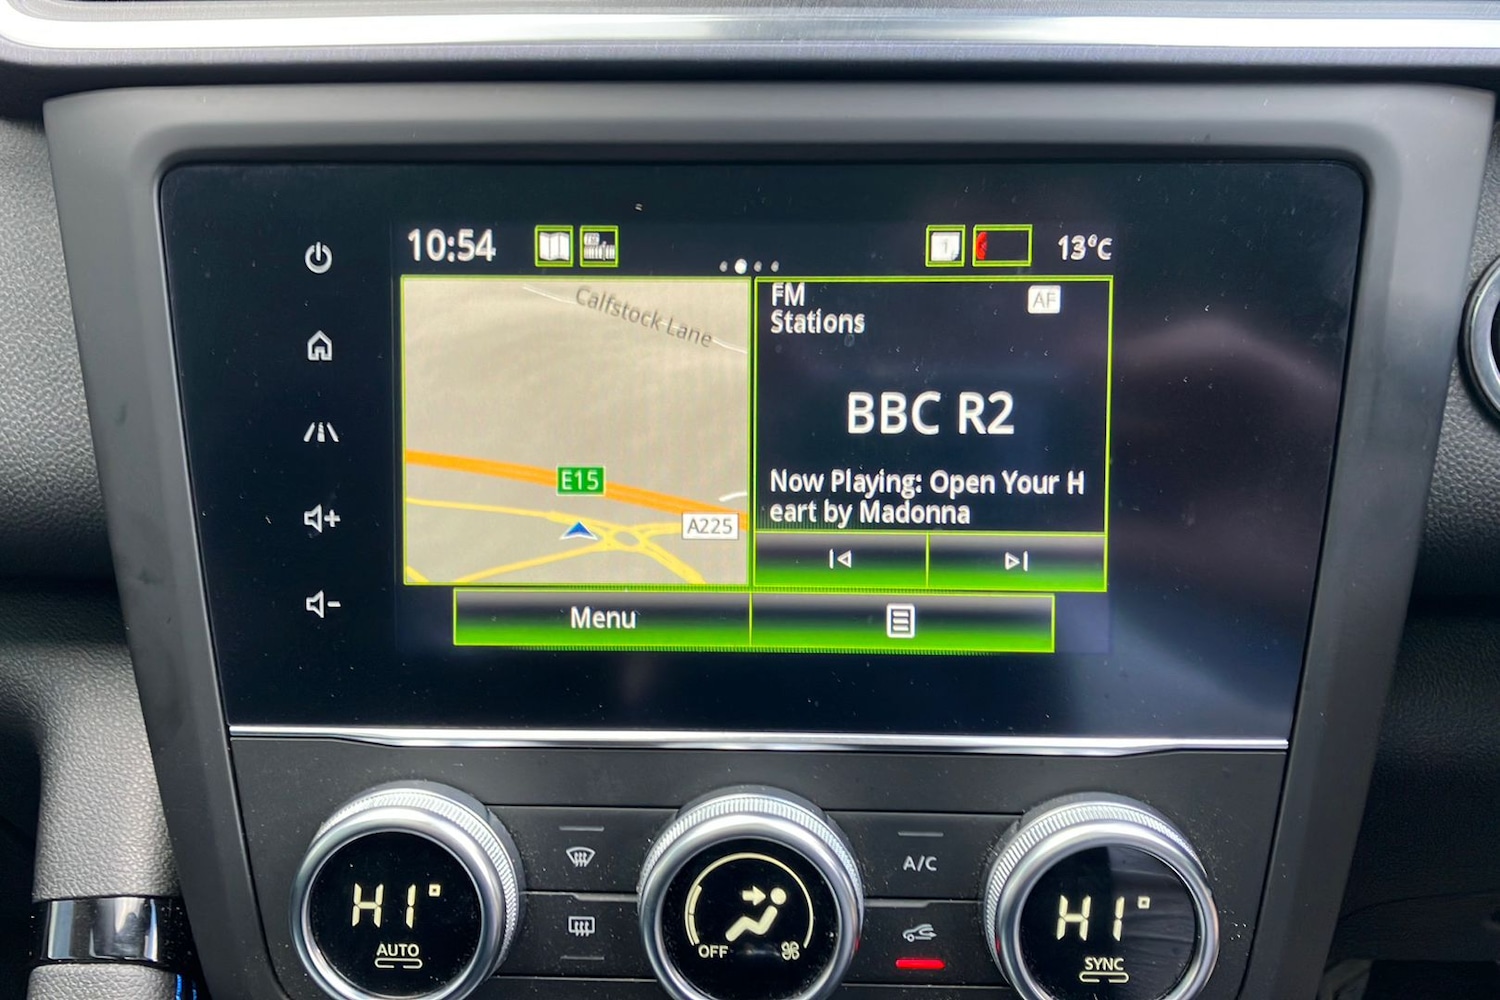 10:54
1
13°C
Calfstock Lane
E15
A225
FM
Stations
AF
BBC R2
Now Playing: Open Your H
eart by Madonna
Menu
HI°
AUTO
OFF
A/C
HI°
SYNC